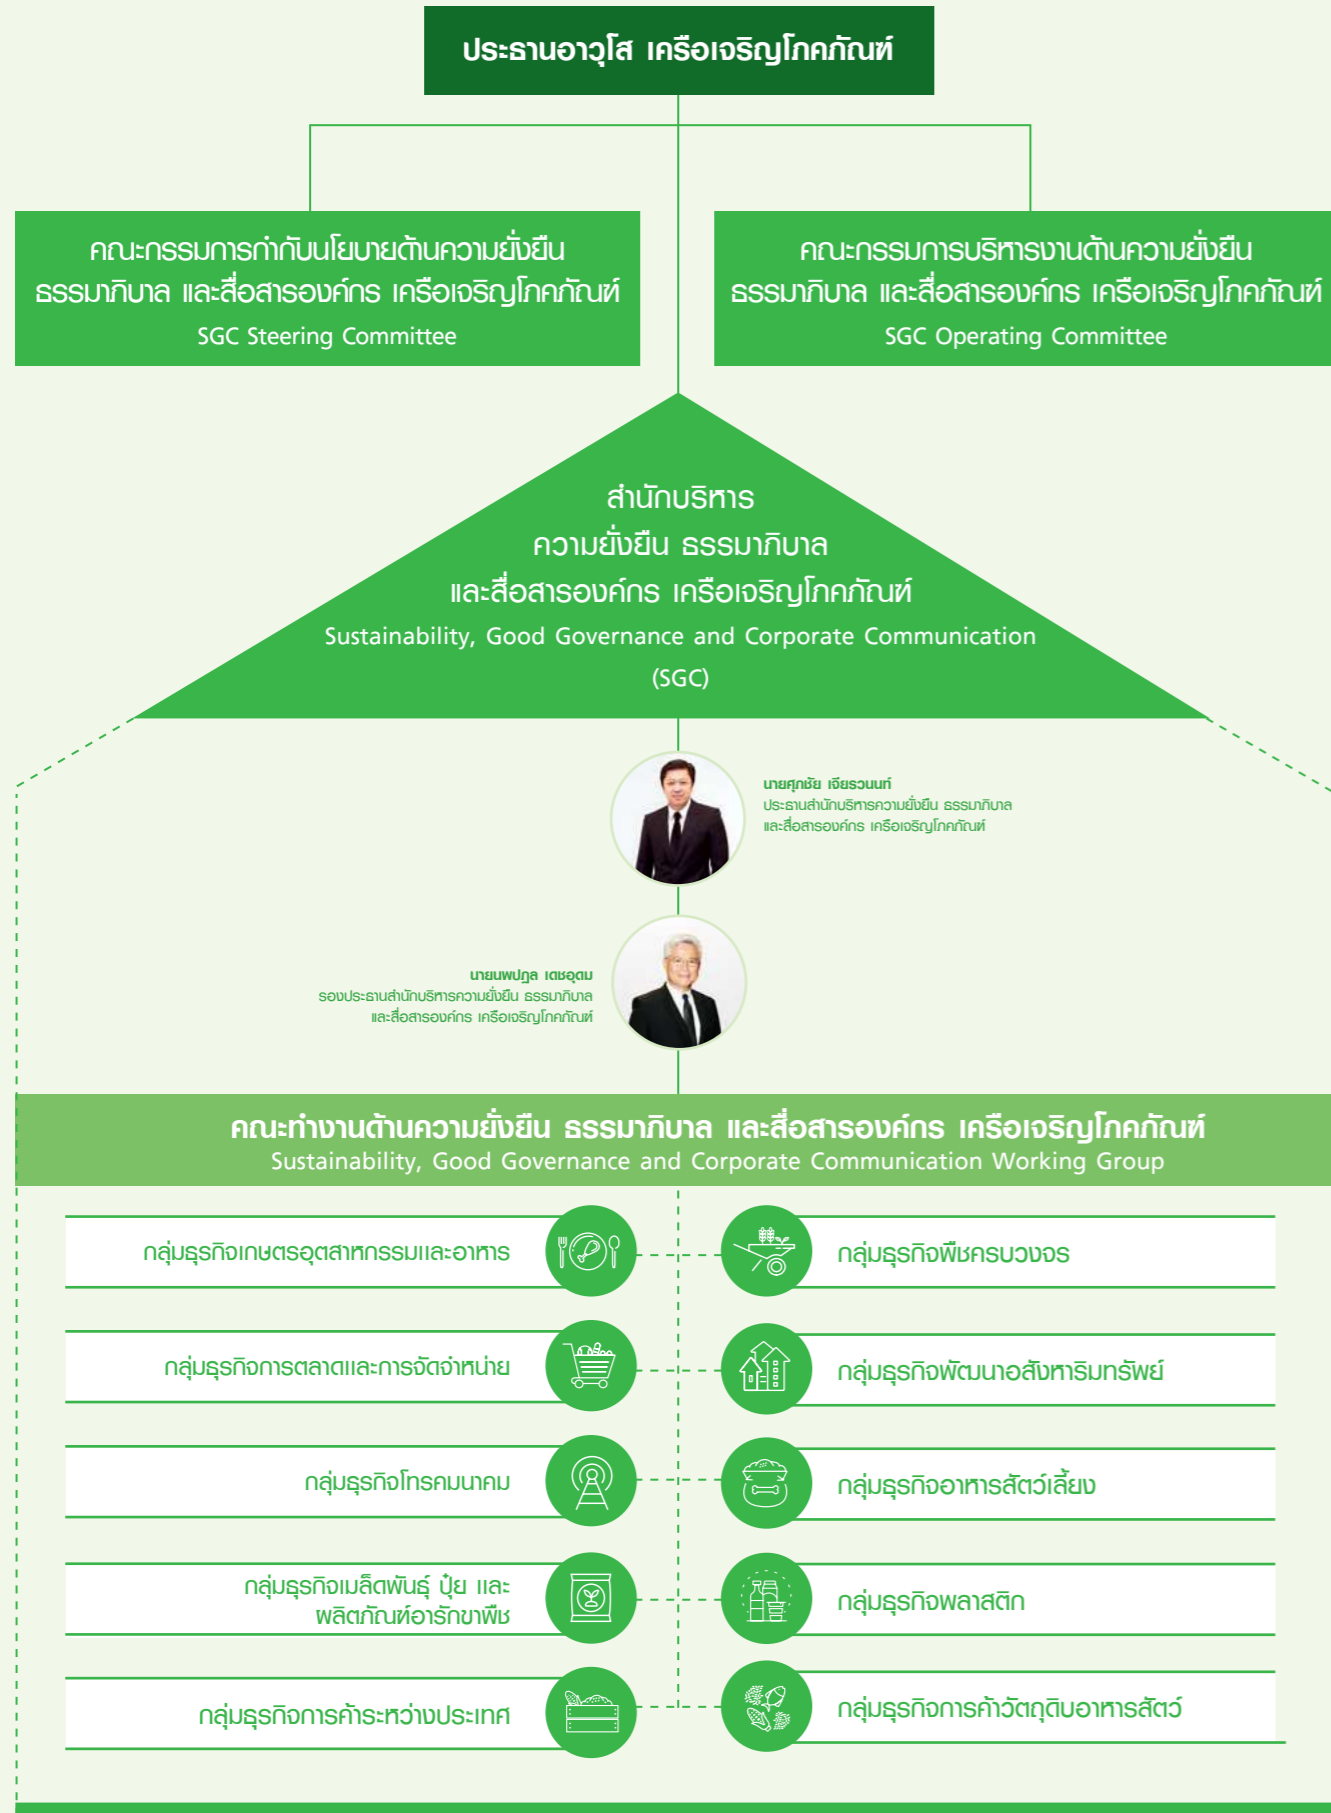 ประธานอาวุโส เครือเจริญโภคภัณฑ์
คณะกรรมการกำกับนโยบายด้านความยั่งยืน
ธรรมาภิบาล และสื่อสารองค์กร เครือเจริญโภคภัณฑ์
SGC Steering Committee
คณะกรรมการบริหารงานด้านความยั่งยืน
ธรรมาภิบาล และสื่อสารองค์กร เครือเจริญโภคภัณฑ์
SGC Operating Committee
สำนักบริหาร
ความยั่งยืน ธรรมาภิบาล
และสื่อสารองค์กร เครือเจริญโภคภัณฑ์
Sustainability, Good Governance and Corporate Communication
(SGC)
นายศุภชัย เจียรวนนท์
ประธานสำนักบริหารความยั่งยืน ธรรมาภิบาล
และสื่อสารองค์กร เครือเจริญโภคภัณฑ์
นายนพปฎล เดชอุดม
รองประธานสำนักบริหารความยั่งยืน ธรรมาภิบาล
และสื่อสารองค์กร เครือเจริญโภคภัณฑ์
คณะทำงานด้านความยั่งยืน ธรรมาภิบาล และสื่อสารองค์กร เครือเจริญโภคภัณฑ์
Sustainability, Good Governance and Corporate Communication Working Group
กลุ่มธุรกิจเกษตรอุตสาหกรรมและอาหาร
กลุ่มธุรกิจพืชครบวงจร
กลุ่มธุรกิจการตลาดและการจัดจำหน่าย
กลุ่มธุรกิจพัฒนาอสังหาริมทรัพย์
กลุ่มธุรกิจโทรคมนาคม
กลุ่มธุรกิจอาหารสัตว์เลี้ยง
กลุ่มธุรกิจเมล็ดพันธุ์ ปุ๋ย และ
ผลิตภัณฑ์อารักขาพืช
กลุ่มธุรกิจพลาสติก
กลุ่มธุรกิจการค้าระหว่างประเทศ
กลุ่มธุรกิจการค้าวัตถุดิบอาหารสัตว์